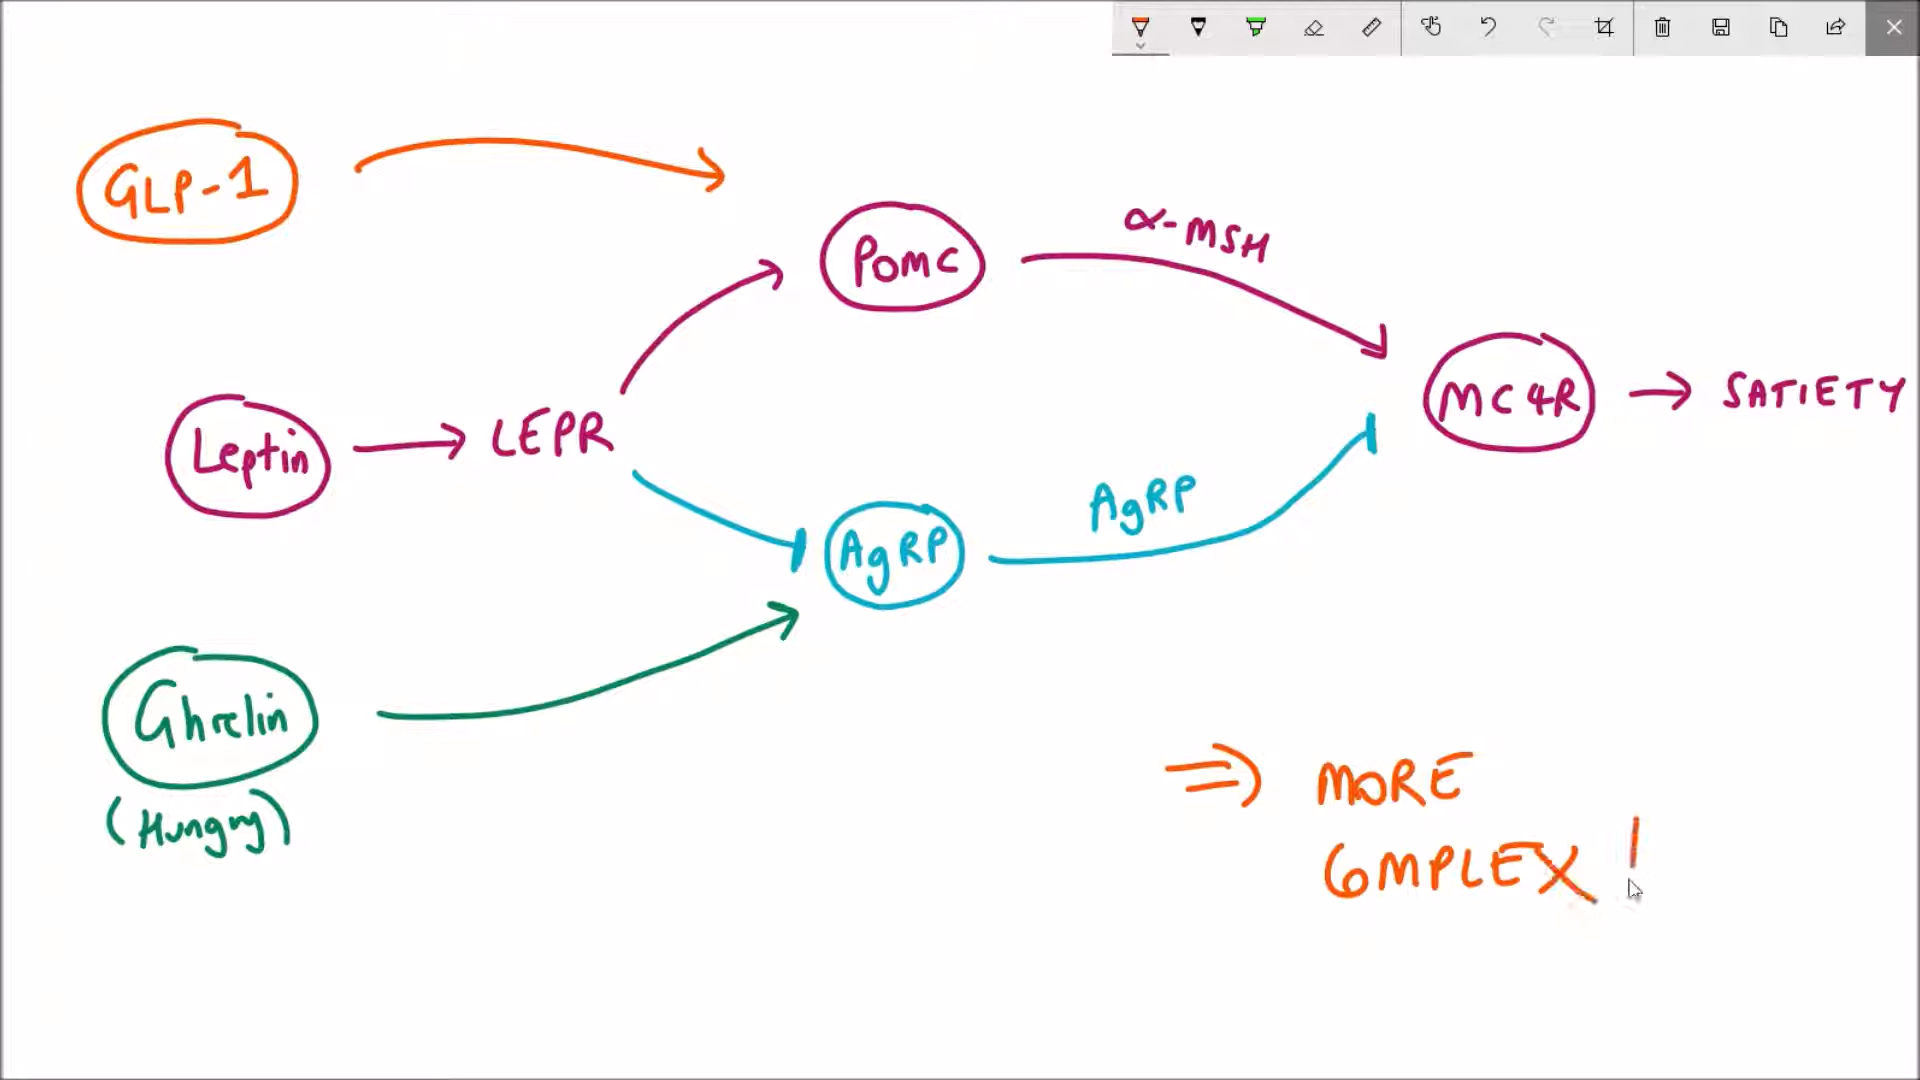 GLP-1
POMC
α-MSH
MC4R
SATIETY
Leptin
LEPR
AgRP
AgRP
Ghrelin
(Hungry)
⇒ MORE
COMPLEX !